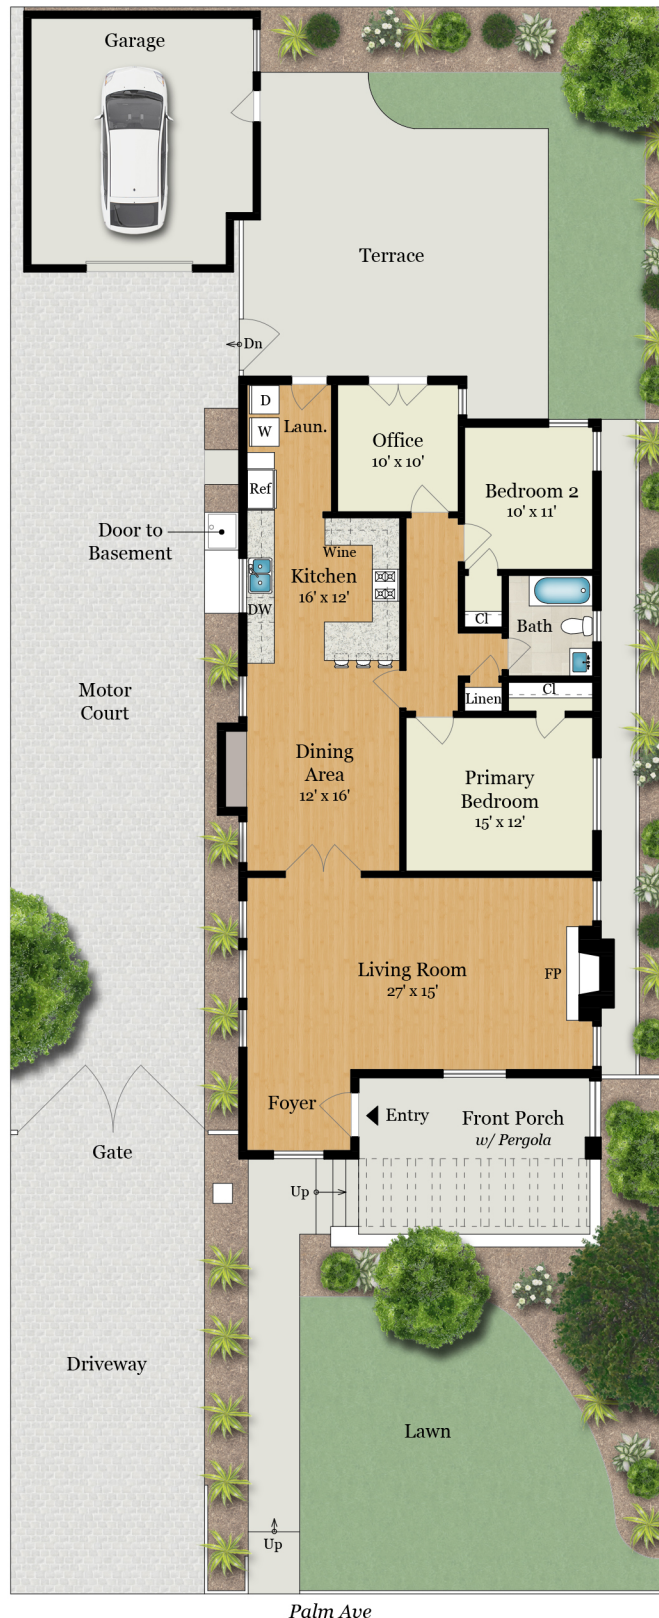 Garage
Terrace
Dn
D
W
Laun.
Office
10' x 10'
Ref
Bedroom 2
10' x 11'
Door to
Basement
Wine
Kitchen
16' x 12'
DW
Cl
Bath
Linen
Cl
Motor
Court
Dining
Area
12' x 16'
Primary
Bedroom
15' x 12'
Living Room
27' x 15'
FP
Foyer
Entry
Front Porch
w/ Pergola
Gate
Up
Driveway
Lawn
Up
Palm Ave